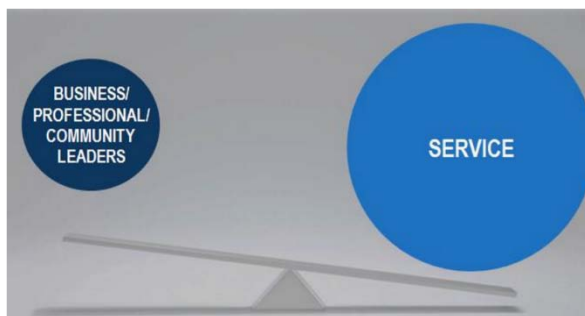 BUSINESS/
PROFESSIONAL/
COMMUNITY
LEADERS
SERVICE